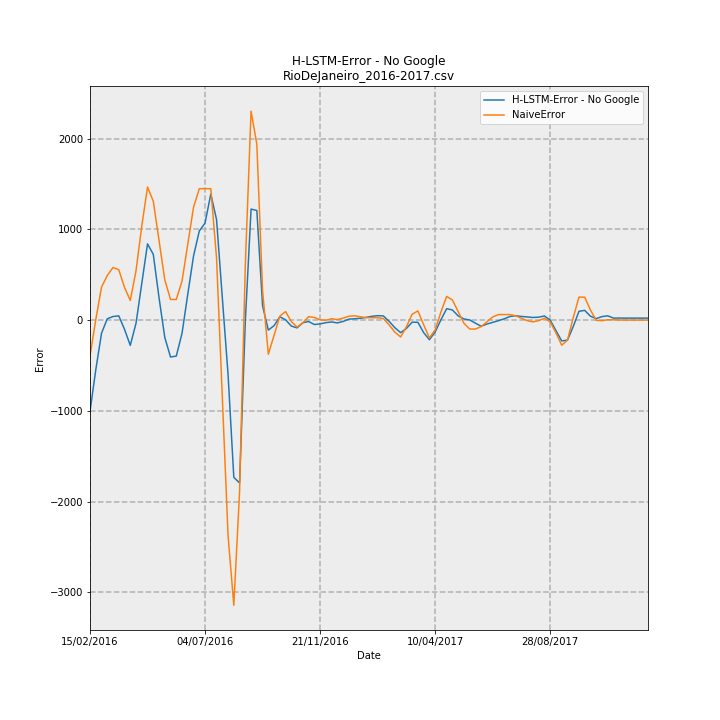 H-LSTM-Error - No Google
RioDeJaneiro_2016-2017.csv
H-LSTM-Error - No Google
NaiveError
2000
1000
0
−1000
−2000
−3000
Error
15/02/2016
04/07/2016
21/11/2016
10/04/2017
28/08/2017
Date